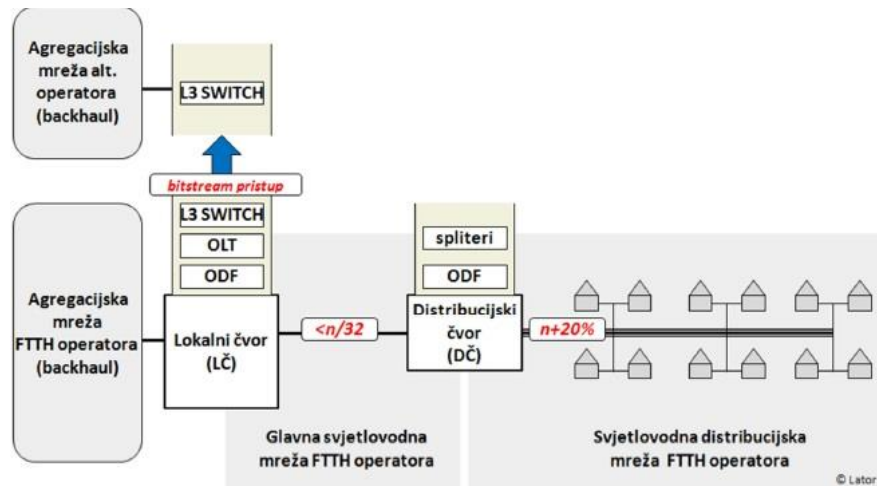 Agregacijska
mreža alt.
operatora
(backhaul)
L3 SWITCH
bitstream pristup
L3 SWITCH
OLT
ODF
spliteri
ODF
Agregacijska
mreža
FTTH operatora
(backhaul)
Lokalni čvor
(LČ)
<n/32
Distribucijski
čvor
(DČ)
n+20%
Glavna svjetlovodna
mreža FTTH operatora
Svjetlovodna distribucijska
mreža FTTH operatora
© Lator